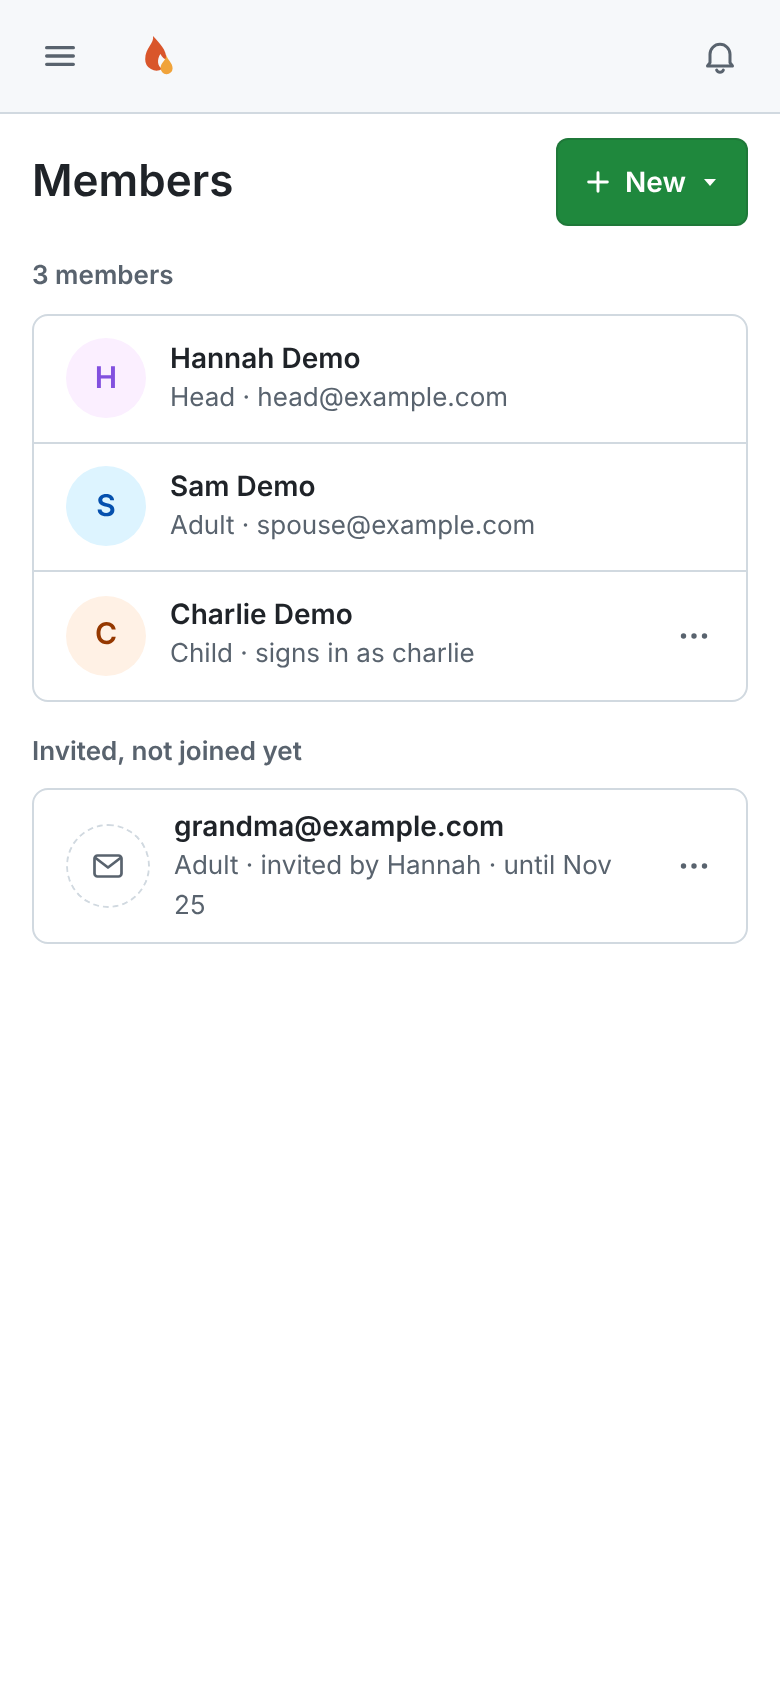 Members
New
3 members
H
Hannah Demo
Head · head@example.com
S
Sam Demo
Adult · spouse@example.com
C
Charlie Demo
Child · signs in as charlie
Invited, not joined yet
grandma@example.com
Adult · invited by Hannah · until Nov
25